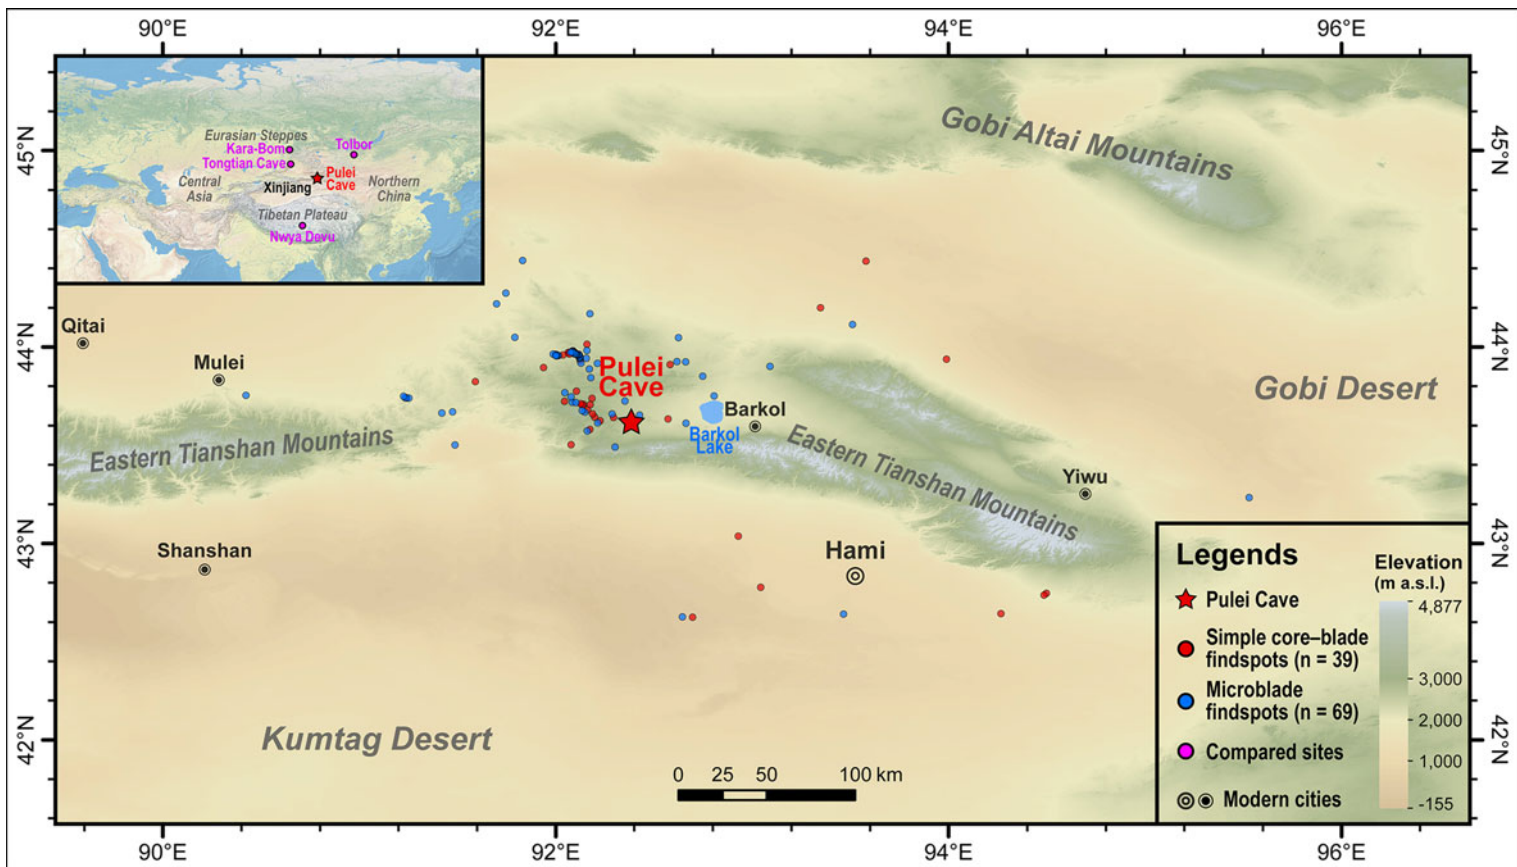 90°E 92°E 94°E 96°E
45°N
44°N
43°N
42°N
45°N
44°N
43°N
42°N
Eurasian Steppes
Kara-Bom
Tolbor
Tongtian Cave
Pulei
Cave
Xinjiang
Central
Asia
Northern
China
Tibetan Plateau
Nwya Devu
Gobi Altai Mountains
Qitai
Mulei
Pulei
Cave
Gobi Desert
Barkol
Barkol
Lake
Eastern Tianshan Mountains
Eastern Tianshan Mountains
Yiwu
Shanshan
Hami
Kumtag Desert
0 25 50 100 km
Legends
Pulei Cave
Simple core–blade
findspots (n = 39)
Microblade
findspots (n = 69)
Compared sites
Modern cities
Elevation
(m a.s.l.)
4,877
3,000
2,000
1,000
-155
90°E 92°E 94°E 96°E